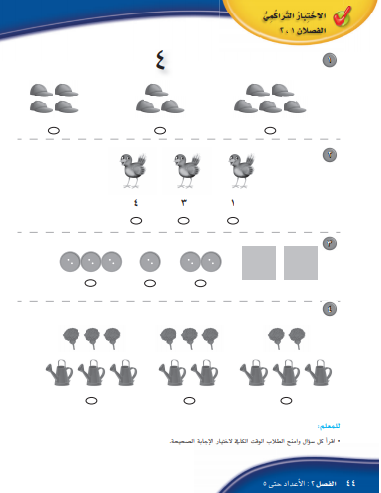 الاختبار التراكمي
الفصلان ١، ٢
١
٤
٢
١ ٣ ٤
٣
٤
للمعلم:
• اقرأ كل سؤال وامنح الطلاب الوقت الكافي لاختيار الإجابة الصحيحة.
٤٤ الفصل ٢ : الأعداد حتى ٥